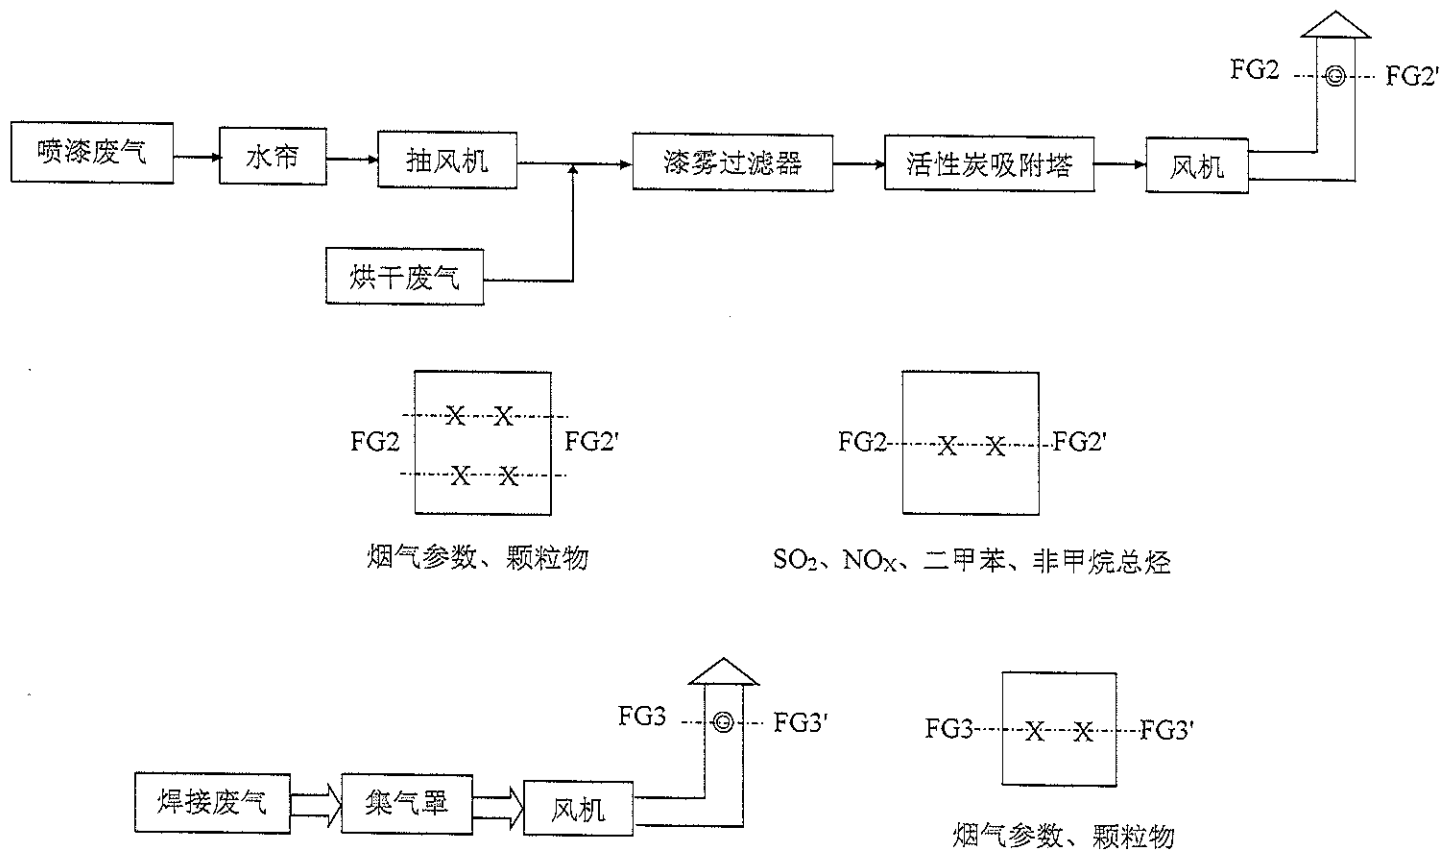 FG2 FG2'
喷漆废气 水帘 抽风机 漆雾过滤器 活性炭吸附塔 风机
烘干废气
X X
FG2 FG2' FG2 X X FG2'
X X
烟气参数、颗粒物 SO₂、NOX、二甲苯、非甲烷总烃
FG3 FG3' FG3 X X FG3'
焊接废气 集气罩 风机
烟气参数、颗粒物